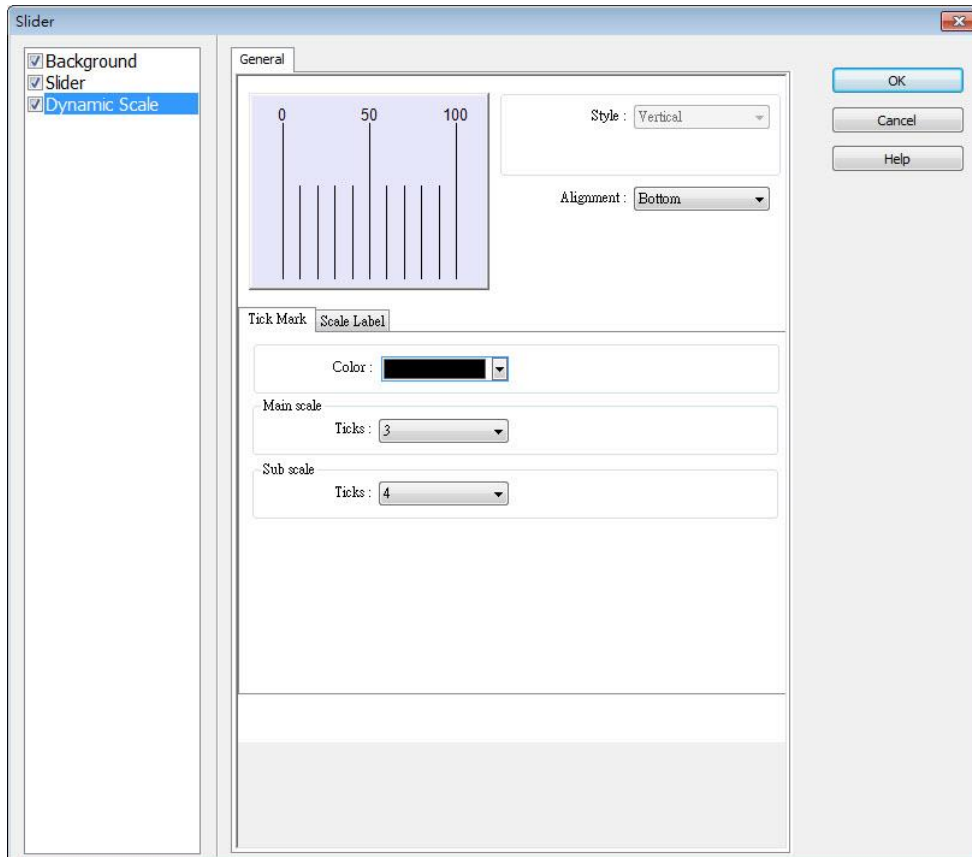 Slider
Background
Slider
Dynamic Scale
General
0 50 100
Style : Vertical
Alignment : Bottom
Tick Mark Scale Label
Color :
Main scale
Ticks : 3
Sub scale
Ticks : 4
OK
Cancel
Help